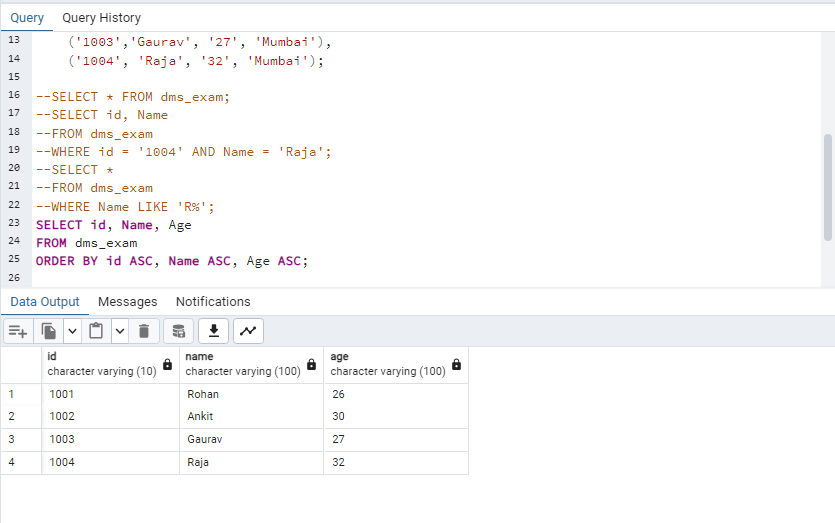 Query Query History
13 ('1003','Gaurav', '27', 'Mumbai'),
14 ('1004', 'Raja', '32', 'Mumbai');
15
16 --SELECT * FROM dms_exam;
17 --SELECT id, Name
18 --FROM dms_exam
19 --WHERE id = '1004' AND Name = 'Raja';
20 --SELECT *
21 --FROM dms_exam
22 --WHERE Name LIKE 'R%';
23 SELECT id, Name, Age
24 FROM dms_exam
25 ORDER BY id ASC, Name ASC, Age ASC;
26
Data Output Messages Notifications
id name age
character varying (10) character varying (100) character varying (100)
1 1001 Rohan 26
2 1002 Ankit 30
3 1003 Gaurav 27
4 1004 Raja 32